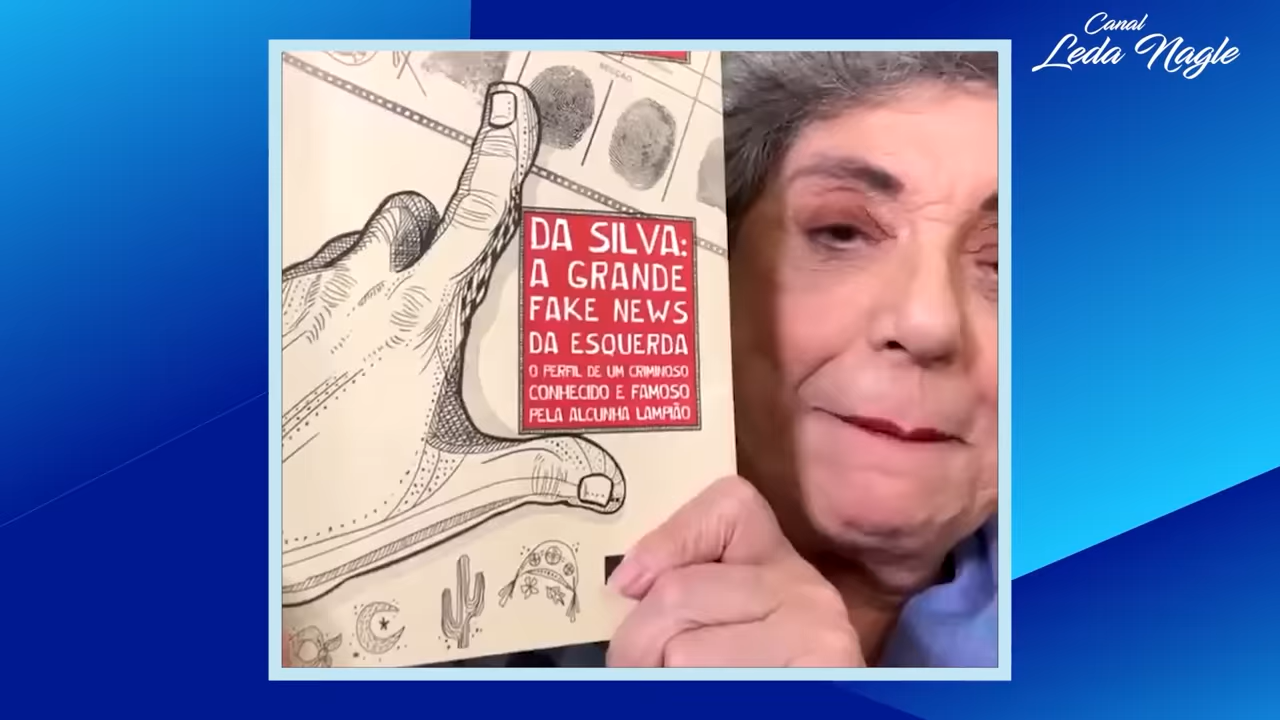 Canal
Leda Nagle
DA SILVA:
A GRANDE
FAKE NEWS
DA ESQUERDA
O PERFIL DE UM CRIMINOSO
CONHECIDO E FAMOSO
PELA ALCUNHA LAMPIÃO